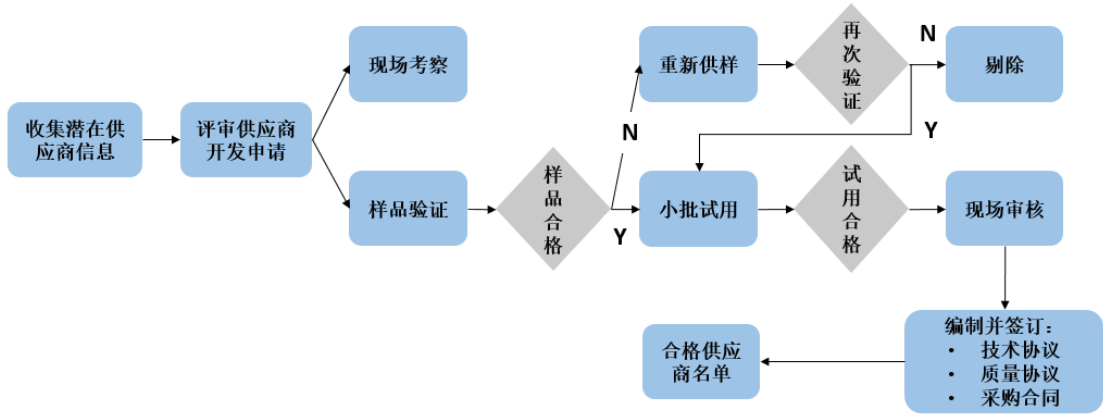 收集潜在供
应商信息
评审供应商
开发申请
现场考察
样品验证
样
品
合
格
N
Y
重新供样
再
次
验
证
N
Y
剔除
小批试用
试
用
合
格
现场审核
编制并签订:
• 技术协议
• 质量协议
• 采购合同
合格供应
商名单